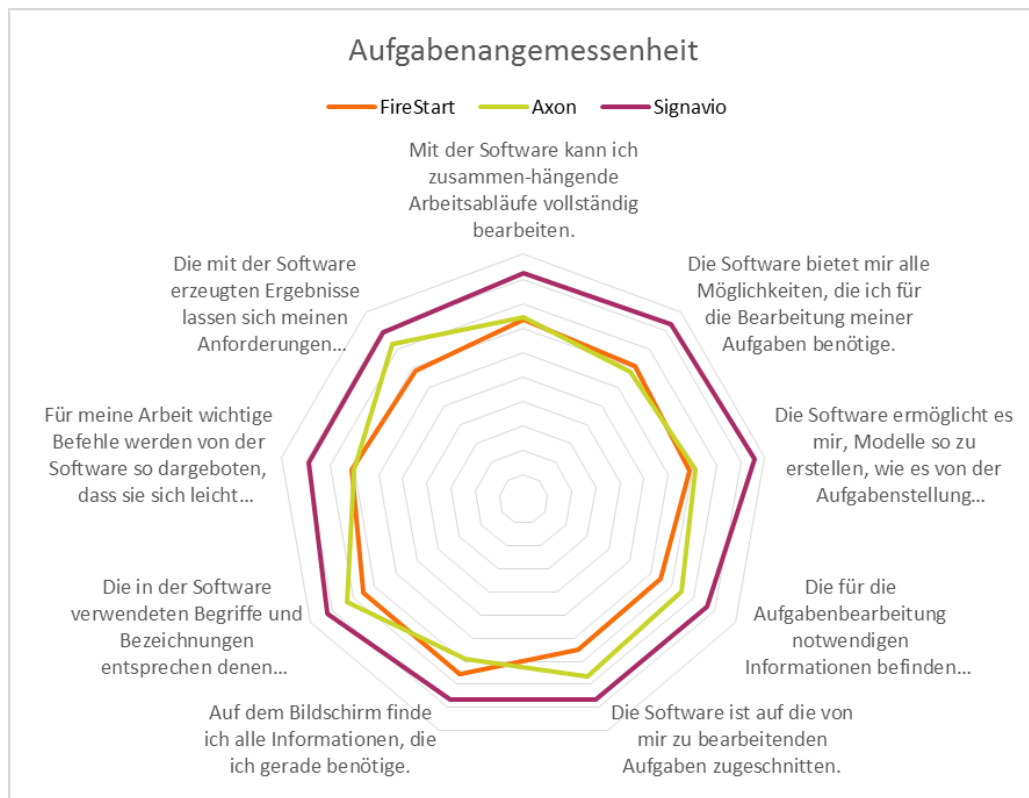 Aufgabenangemessenheit
FireStart
Axon
Signavio
Mit der Software kann ich
zusammen-hängende
Arbeitsabläufe vollständig
bearbeiten.
Die Software bietet mir alle
Möglichkeiten, die ich für
die Bearbeitung meiner
Aufgaben benötige.
Die Software ermöglicht es
mir, Modelle so zu
erstellen, wie es von der
Aufgabenstellung…
Die für die
Aufgabenbearbeitung
notwendigen
Informationen befinden…
Die Software ist auf die von
mir zu bearbeitenden
Aufgaben zugeschnitten.
Auf dem Bildschirm finde
ich alle Informationen, die
ich gerade benötige.
Die in der Software
verwendeten Begriffe und
Bezeichnungen
entsprechen denen…
Für meine Arbeit wichtige
Befehle werden von der
Software so dargeboten,
dass sie sich leicht…
Die mit der Software
erzeugten Ergebnisse
lassen sich meinen
Anforderungen…